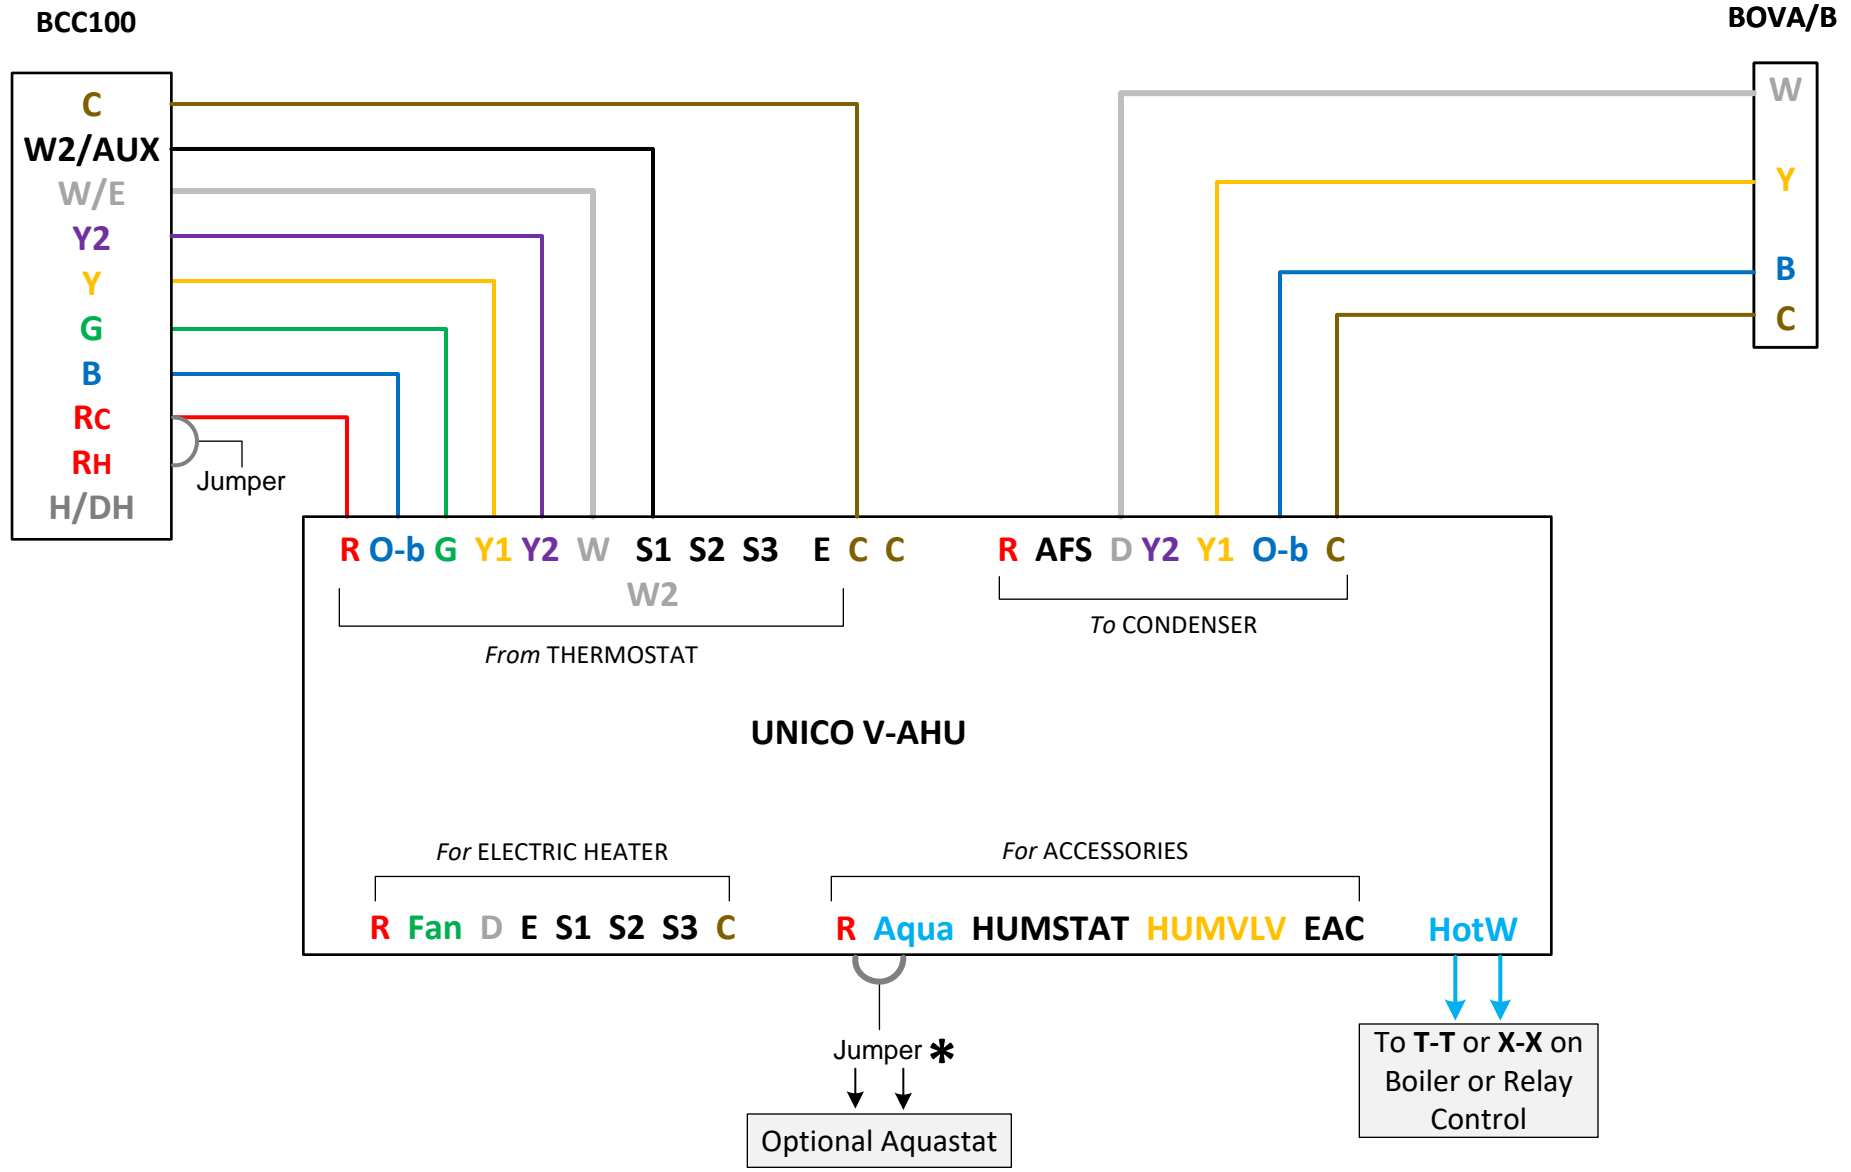 BCC100
BOVA/B
C
W2/AUX
W/E
Y2
Y
G
B
RC
RH
H/DH
Jumper
W
Y
B
C
R O-b G Y1 Y2 W S1 S2 S3 E C C
W2
From THERMOSTAT
R AFS D Y2 Y1 O-b C
To CONDENSER
UNICO V-AHU
For ELECTRIC HEATER
R Fan D E S1 S2 S3 C
For ACCESSORIES
R Aqua HUMSTAT HUMVLV EAC
HotW
Jumper *
Optional Aquastat
To T-T or X-X on
Boiler or Relay
Control